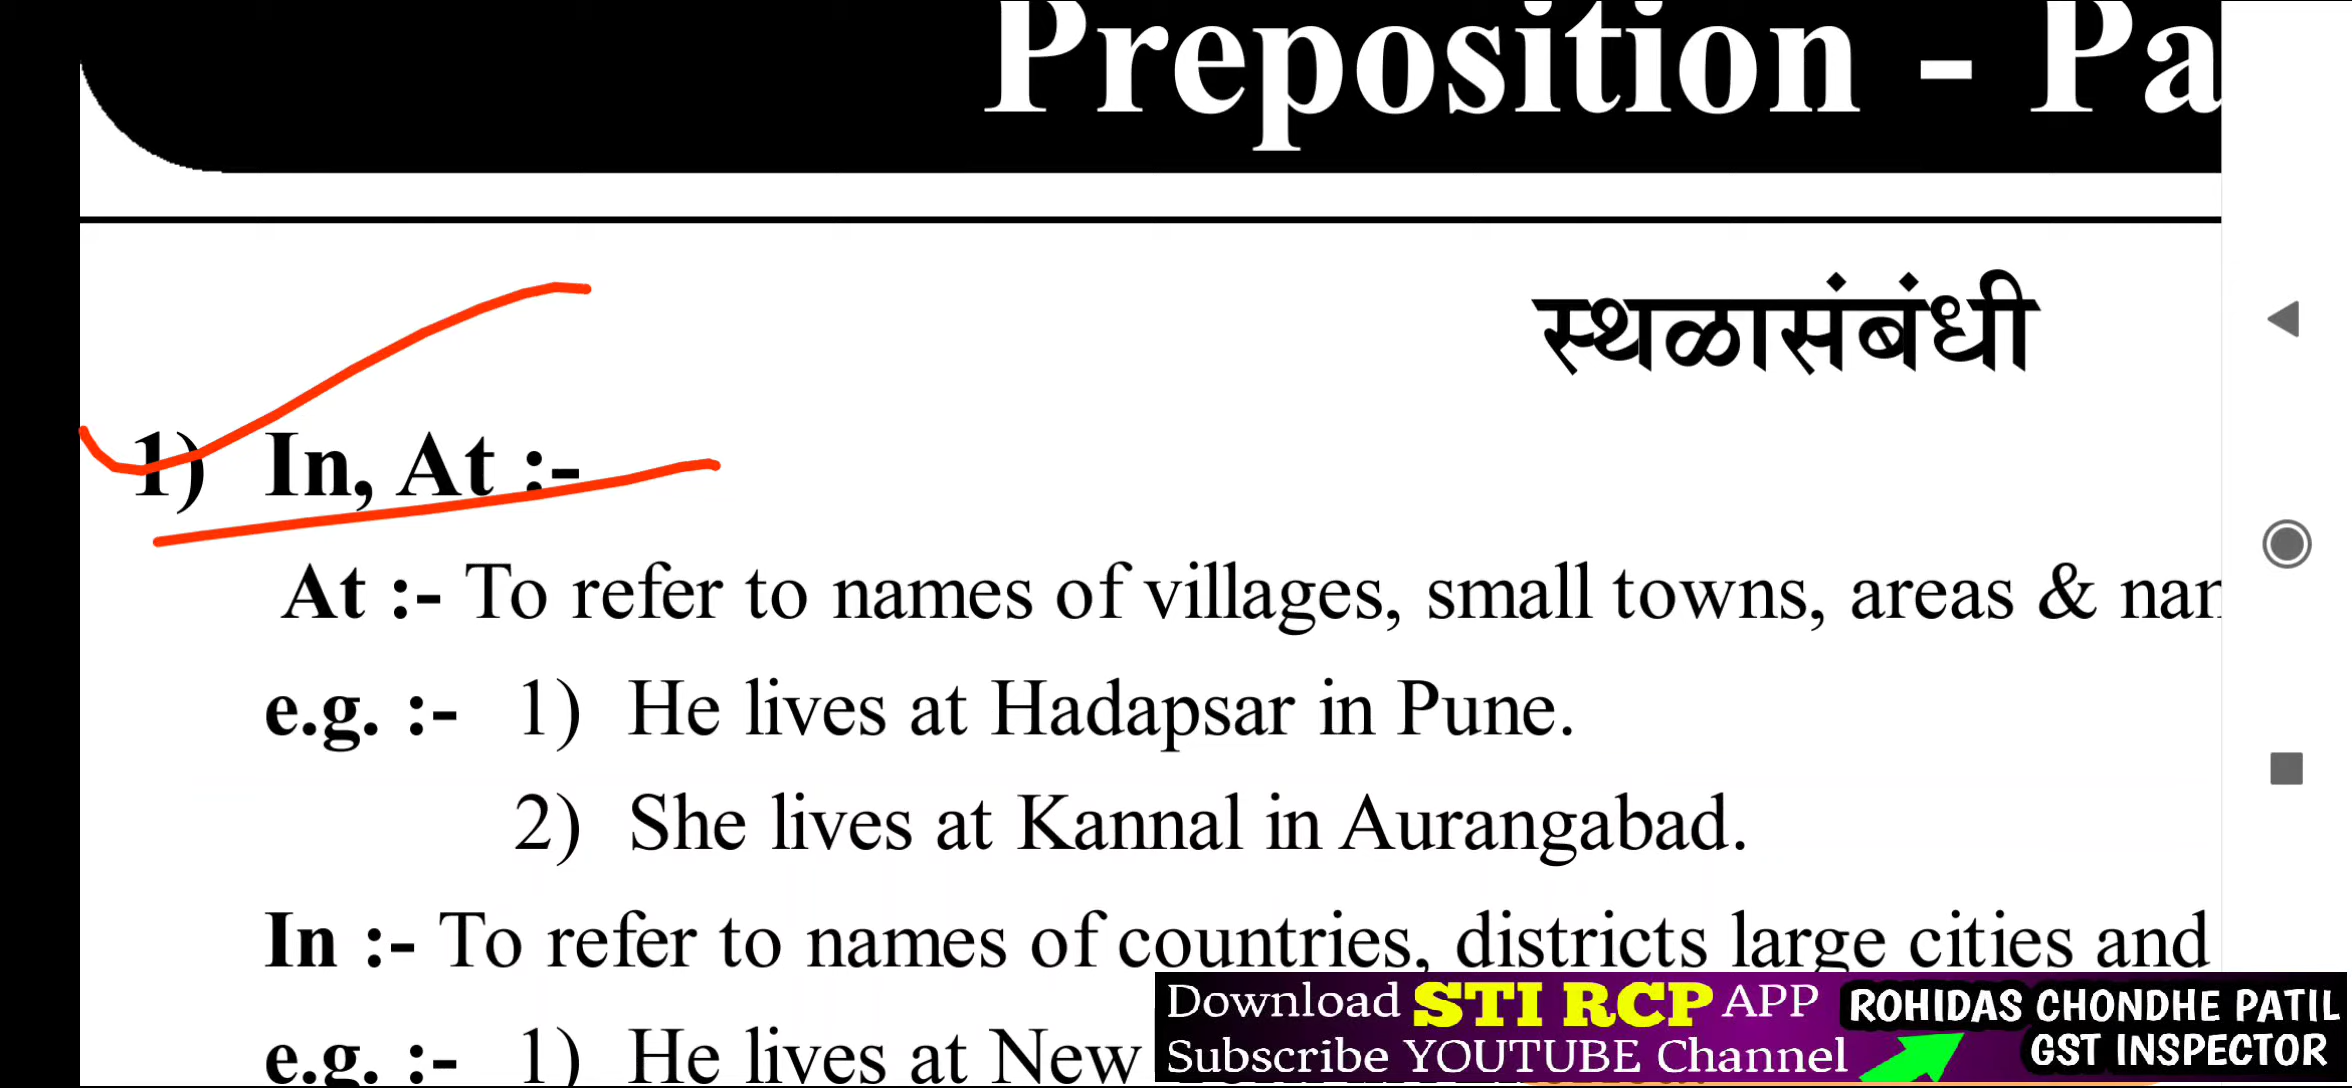 Preposition - Pa
स्थळासंबंधी
1) In, At :-
At :- To refer to names of villages, small towns, areas &
e.g. :- 1) He lives at Hadapsar in Pune.
2) She lives at Kannal in Aurangabad.
In :- To refer to names of countries, districts large cities and
e.g. :- 1) He lives at New
Download STI RCP APP
Subscribe YOUTUBE Channel
ROHIDAS CHONDHE PATIL
GST INSPECTOR